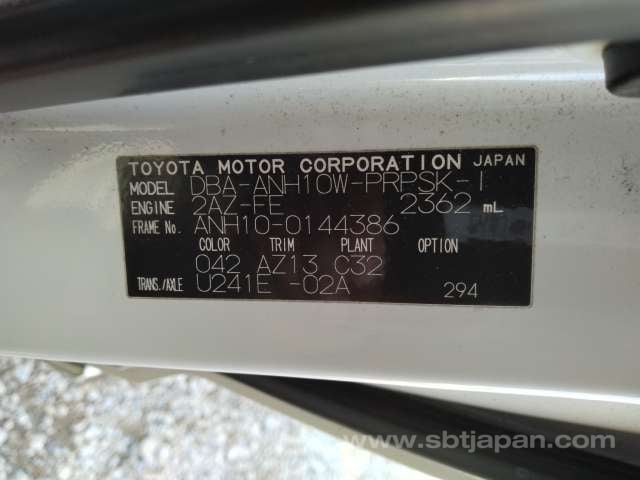 TOYOTA MOTOR CORPORATION JAPAN
MODEL DBA-ANH10W-PRPSK-I
ENGINE 2AZ-FE 2362 mL
FRAME No. ANH10-0144386
COLOR TRIM PLANT OPTION
042 AZ13 C32
TRANS./AXLE U241E -02A 294
www.sbtjapan.com